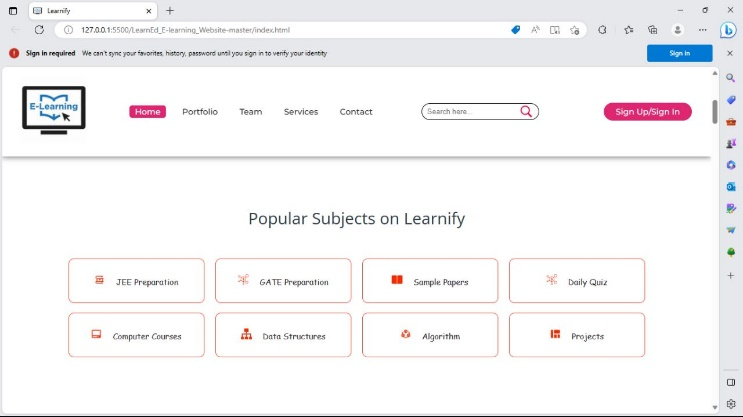 Learnify
127.0.0.1:5500/LearnEd_E-learning_Website-master/index.html
Sign in required We can't sync your favorites, history, password until you sign in to verify your identity
Sign in
E-Learning
Home Portfolio Team Services Contact
Search here...
Sign Up/Sign In
Popular Subjects on Learnify
JEE Preparation
GATE Preparation
Sample Papers
Daily Quiz
Computer Courses
Data Structures
Algorithm
Projects